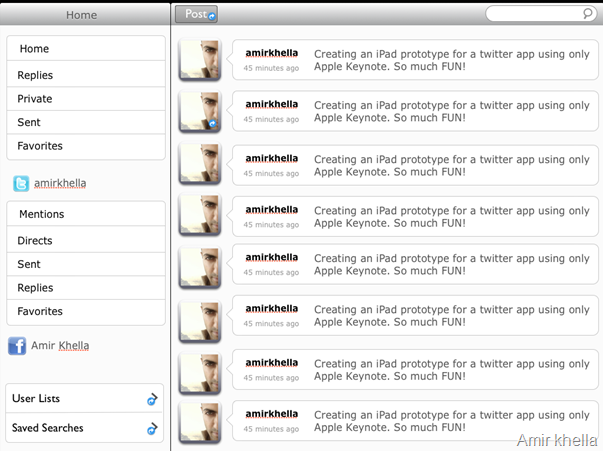 Home
Home
Replies
Private
Sent
Favorites
amirkhella
Mentions
Directs
Sent
Replies
Favorites
Amir Khella
User Lists
Saved Searches
Post
amirkhella
45 minutes ago
Creating an iPad prototype for a twitter app using only
Apple Keynote. So much FUN!
amirkhella
45 minutes ago
Creating an iPad prototype for a twitter app using only
Apple Keynote. So much FUN!
amirkhella
45 minutes ago
Creating an iPad prototype for a twitter app using only
Apple Keynote. So much FUN!
amirkhella
45 minutes ago
Creating an iPad prototype for a twitter app using only
Apple Keynote. So much FUN!
amirkhella
45 minutes ago
Creating an iPad prototype for a twitter app using only
Apple Keynote. So much FUN!
amirkhella
45 minutes ago
Creating an iPad prototype for a twitter app using only
Apple Keynote. So much FUN!
amirkhella
45 minutes ago
Creating an iPad prototype for a twitter app using only
Apple Keynote. So much FUN!
amirkhella
45 minutes ago
Creating an iPad prototype for a twitter app using only
Apple Keynote. So much FUN!
Amir khella